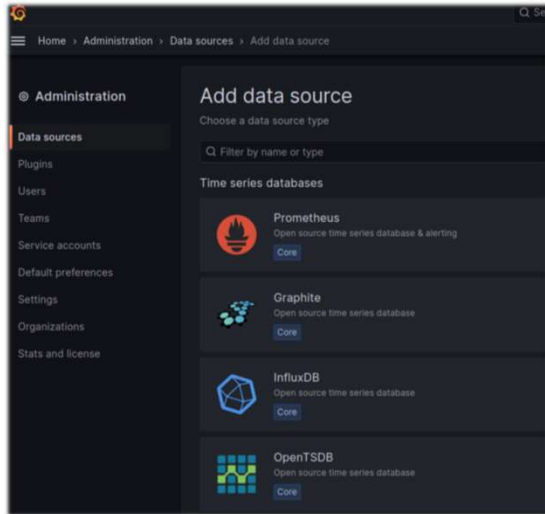 Home › Administration › Data sources › Add data source
Administration
Data sources
Plugins
Users
Teams
Service accounts
Default preferences
Settings
Organizations
Stats and license
Add data source
Choose a data source type
Filter by name or type
Time series databases
Prometheus
Open source time series database & alerting
Core
Graphite
Open source time series database
Core
InfluxDB
Open source time series database
Core
OpenTSDB
Open source time series database
Core